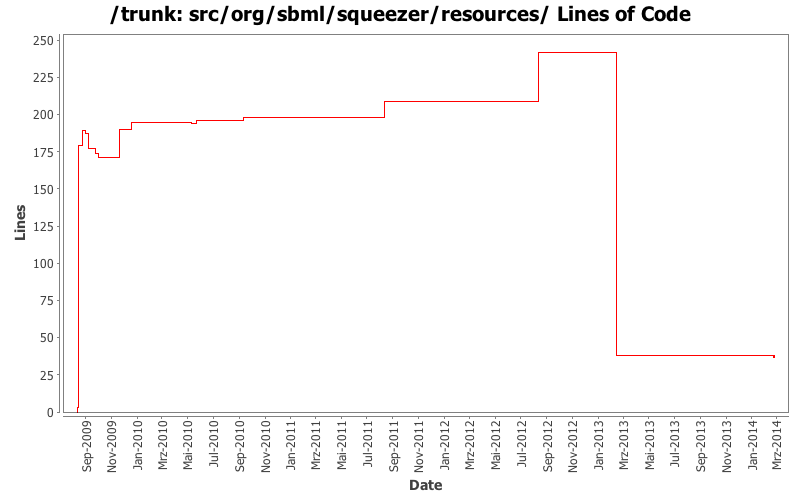 /trunk: src/org/sbml/squeezer/resources/ Lines of Code
Lines
250
225
200
175
150
125
100
75
50
25
0
Sep-2009
Nov-2009
Jan-2010
Mrz-2010
Mai-2010
Jul-2010
Sep-2010
Nov-2010
Jan-2011
Mrz-2011
Mai-2011
Jul-2011
Sep-2011
Nov-2011
Jan-2012
Mrz-2012
Mai-2012
Jul-2012
Sep-2012
Nov-2012
Jan-2013
Mrz-2013
Mai-2013
Jul-2013
Sep-2013
Nov-2013
Jan-2014
Mrz-2014
Date